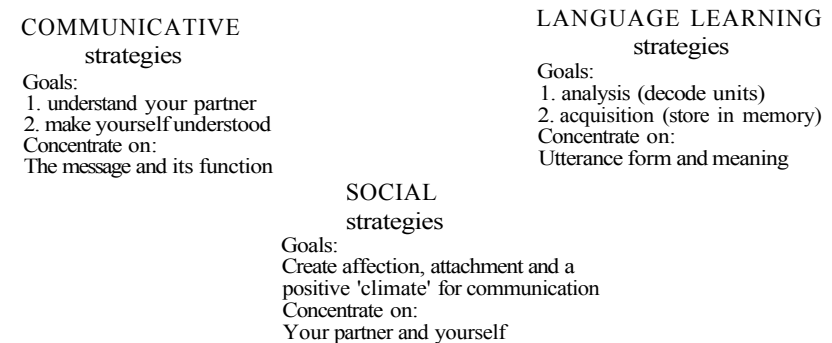 COMMUNICATIVE
strategies
Goals:
1. understand your partner
2. make yourself understood
Concentrate on:
The message and its function
LANGUAGE LEARNING
strategies
Goals:
1. analysis (decode units)
2. acquisition (store in memory)
Concentrate on:
Utterance form and meaning
SOCIAL
strategies
Goals:
Create affection, attachment and a
positive 'climate' for communication
Concentrate on:
Your partner and yourself